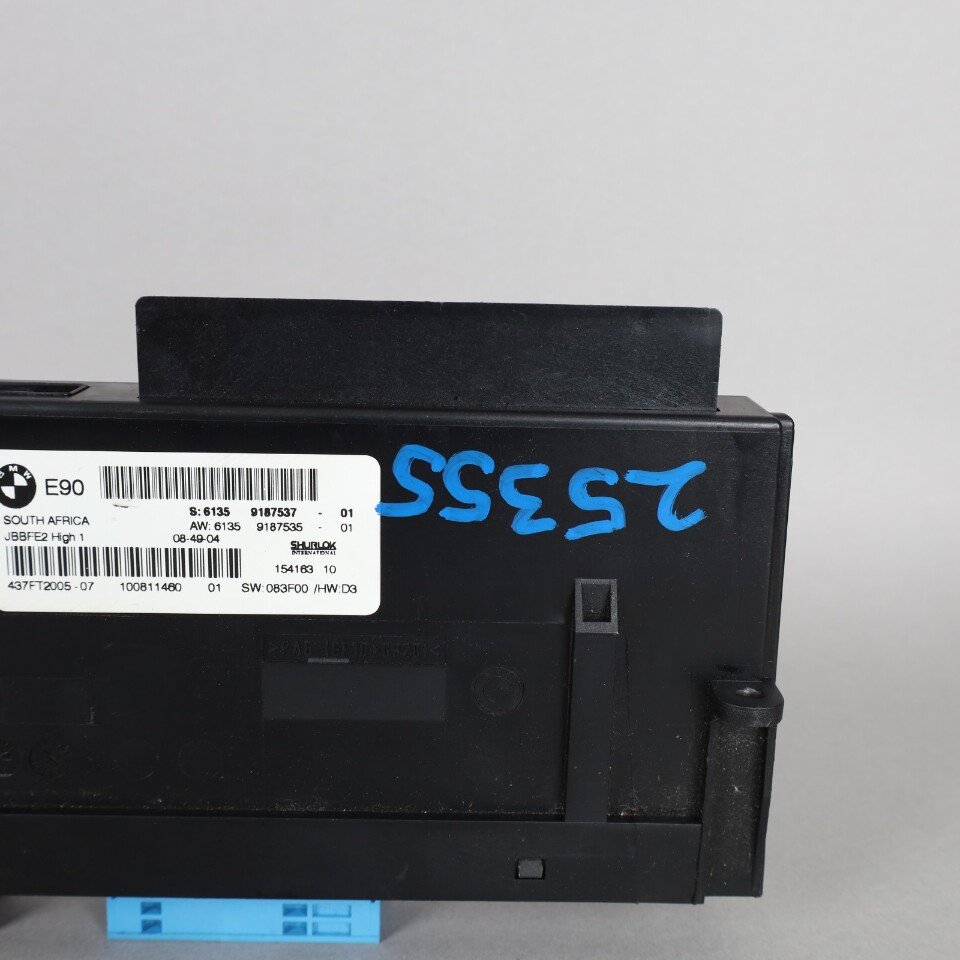 BMW
E90
S: 6135 9187537 - 01
SOUTH AFRICA
AW: 6135 9187535 - 01
JBBFE2 High 1
08-49-04
SHURLOK
INTERNATIONAL
154163 10
437FT2005-07 100811460 01 SW:083F00 /HW:D3
25355